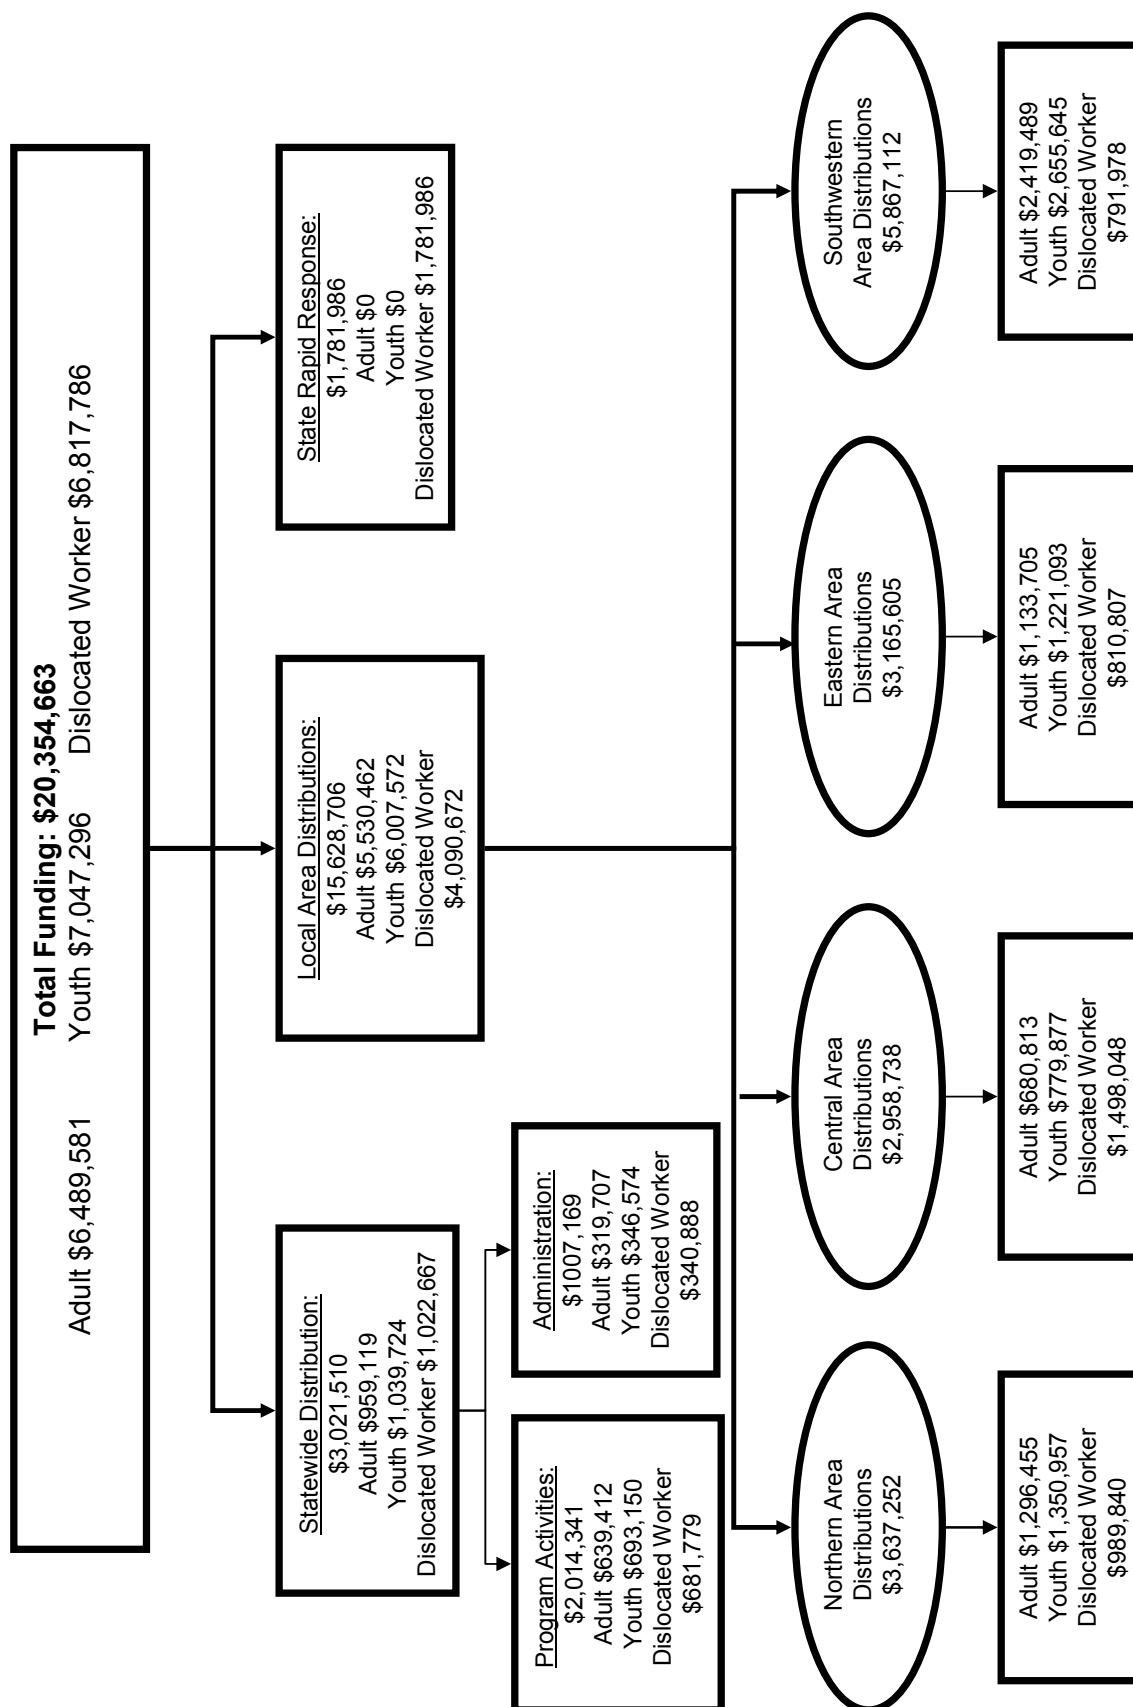 Total Funding: $20,354,663
Adult $6,489,581 Youth $7,047,296 Dislocated Worker $6,817,786
Statewide Distribution:
$3,021,510
Adult $959,119
Youth $1,039,724
Dislocated Worker $1,022,667
Local Area Distributions:
$15,628,706
Adult $5,530,462
Youth $6,007,572
Dislocated Worker
$4,090,672
State Rapid Response:
$1,781,986
Adult $0
Youth $0
Dislocated Worker $1,781,986
Program Activities:
$2,014,341
Adult $639,412
Youth $693,150
Dislocated Worker
$681,779
Administration:
$1007,169
Adult $319,707
Youth $346,574
Dislocated Worker
$340,888
Northern Area
Distributions
$3,637,252
Central Area
Distributions
$2,958,738
Eastern Area
Distributions
$3,165,605
Southwestern
Area Distributions
$5,867,112
Adult $1,296,455
Youth $1,350,957
Dislocated Worker
$989,840
Adult $680,813
Youth $779,877
Dislocated Worker
$1,498,048
Adult $1,133,705
Youth $1,221,093
Dislocated Worker
$810,807
Adult $2,419,489
Youth $2,655,645
Dislocated Worker
$791,978